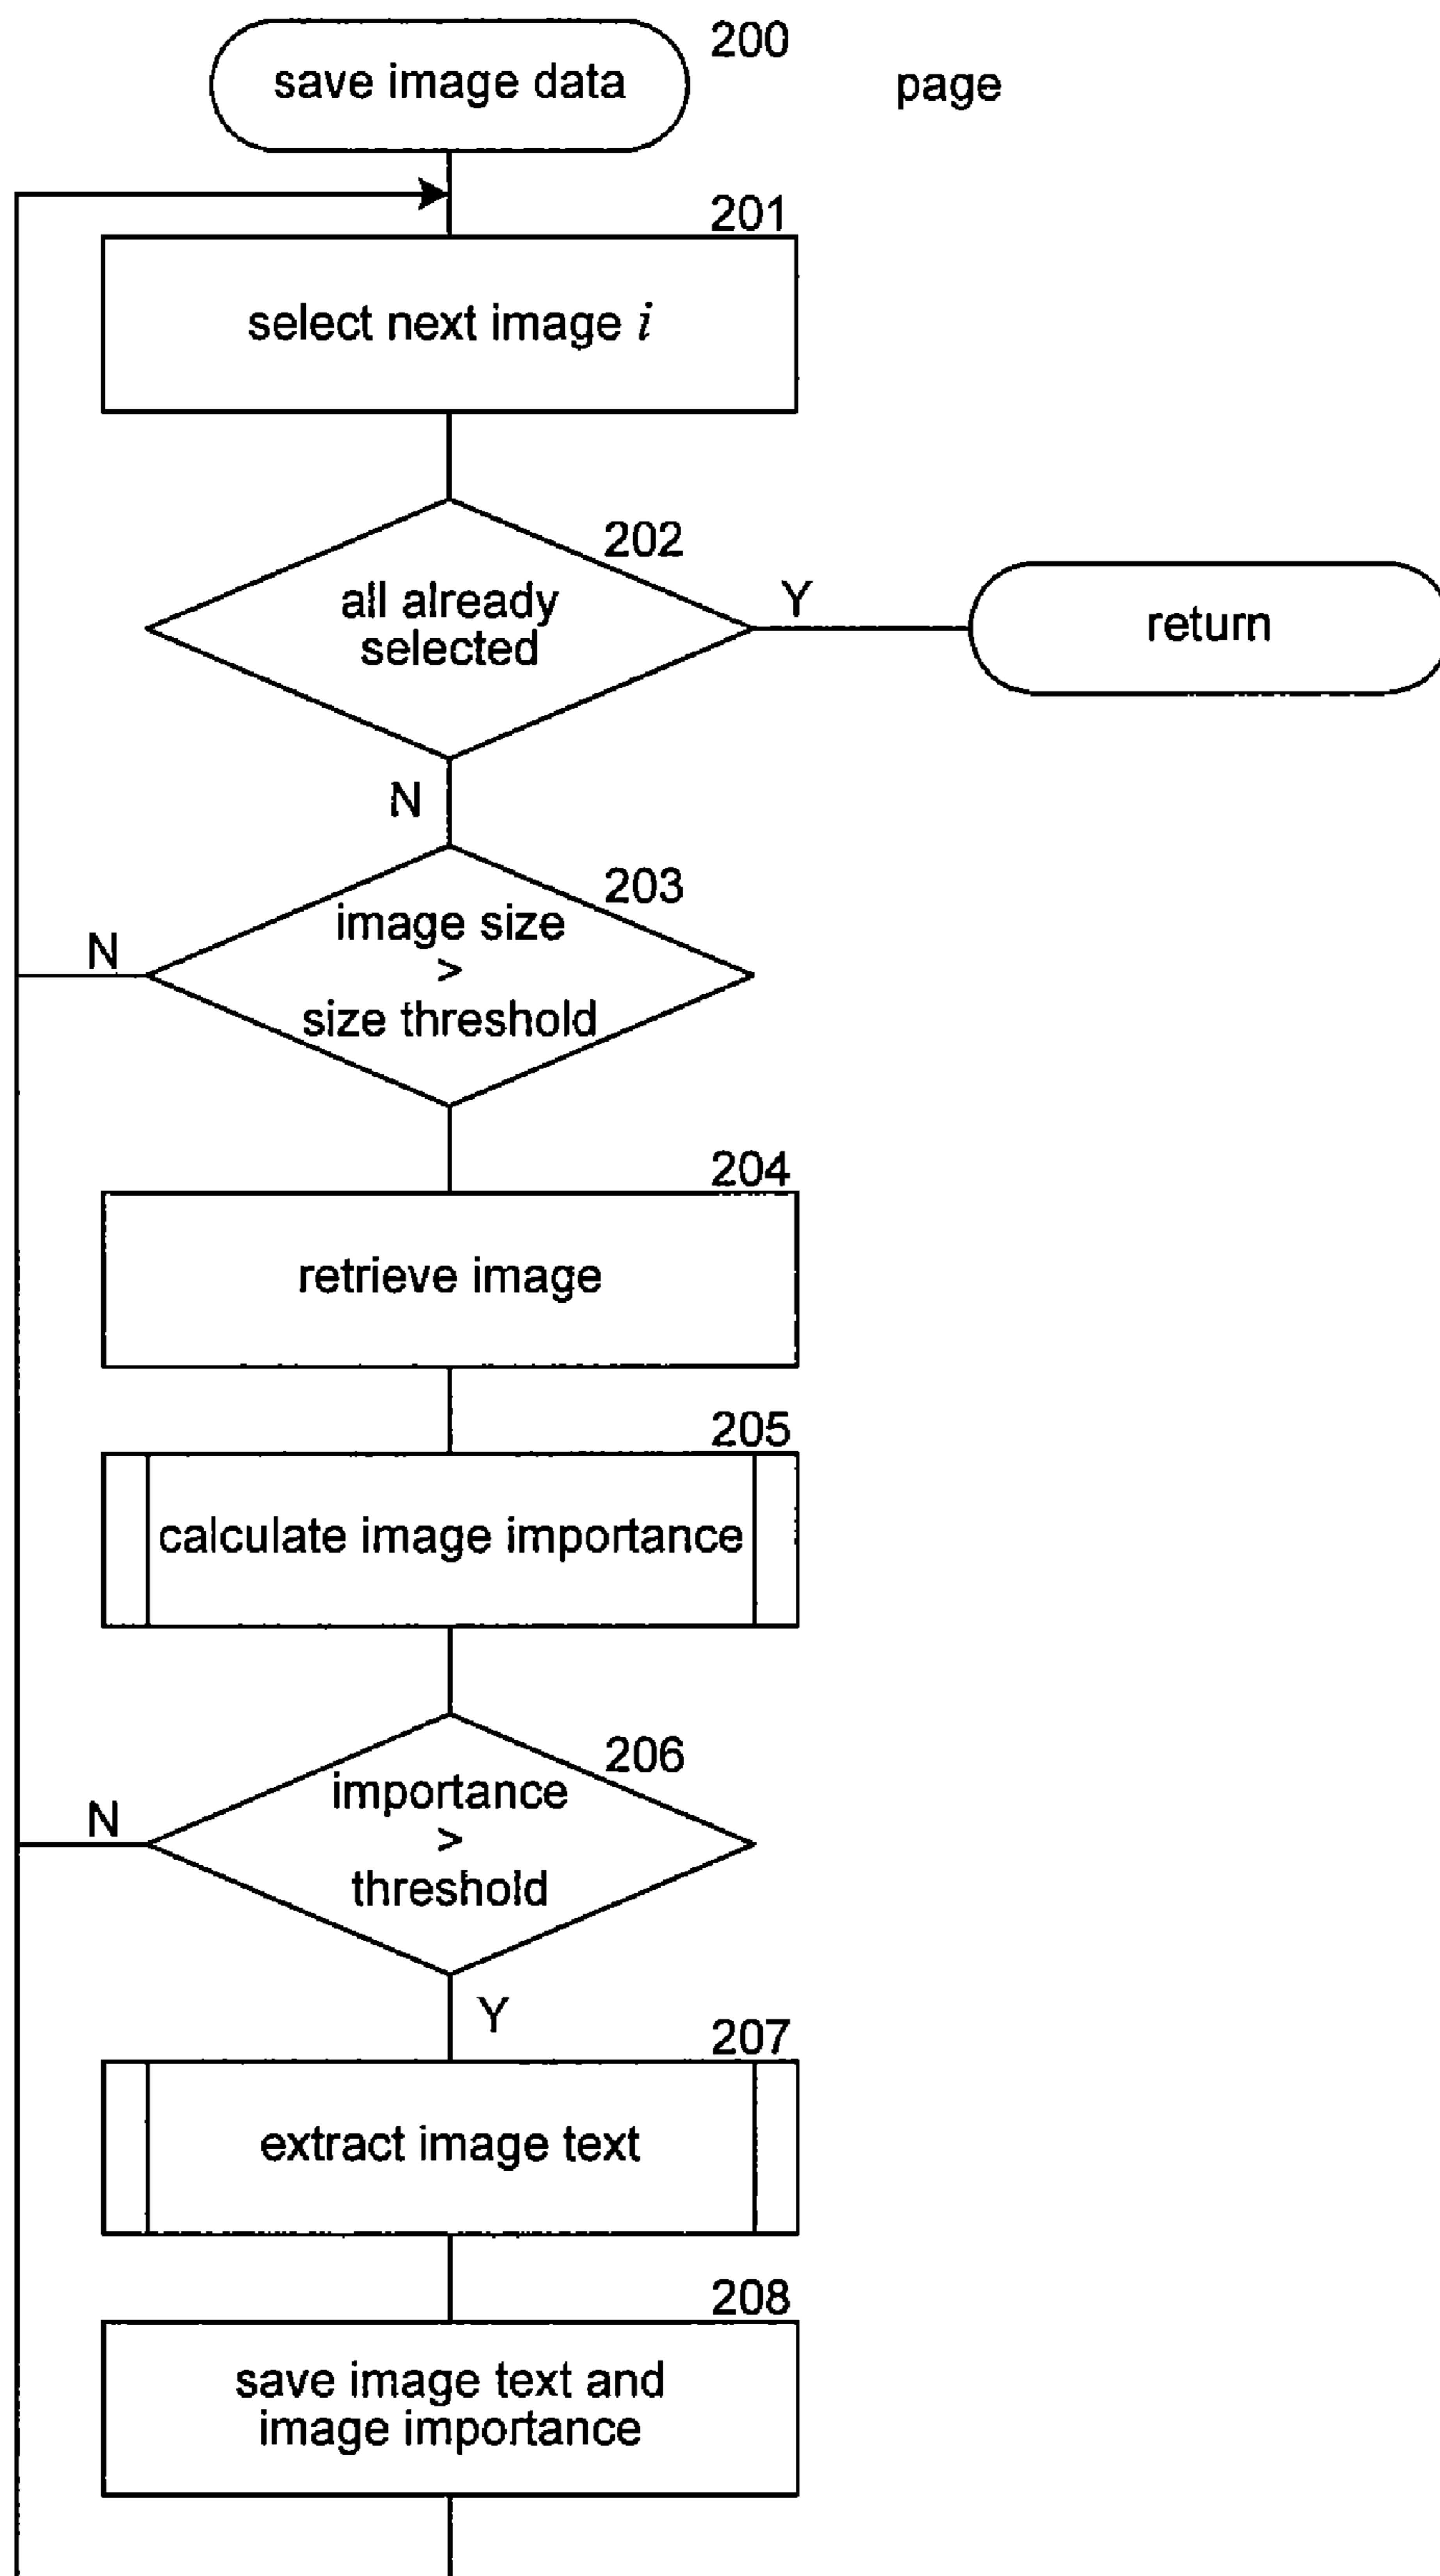 200
save image data
page
201
select next image i
202
all already
selected
Y
return
N
203
image size
>
size threshold
N
204
retrieve image
205
calculate image importance
206
importance
>
threshold
N
Y
207
extract image text
208
save image text and
image importance